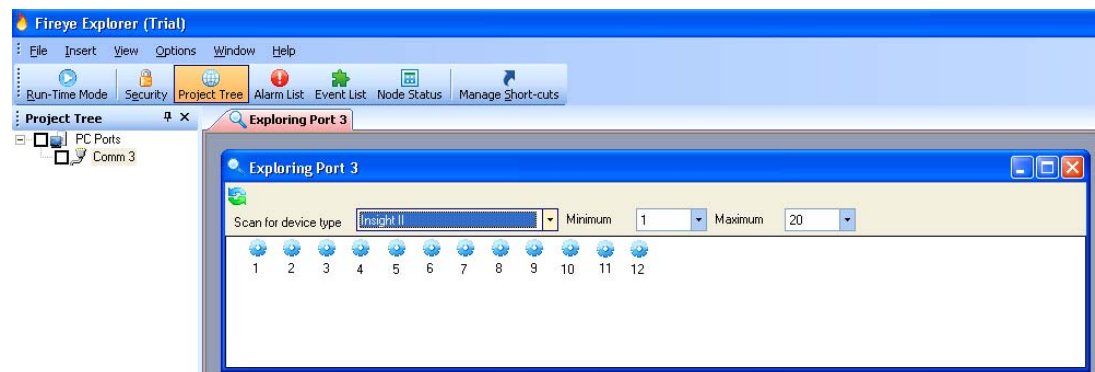 Fireye Explorer (Trial)
File Insert View Options Window Help
Run-Time Mode Security Project Tree Alarm List Event List Node Status Manage Short-cuts
Project Tree
Exploring Port 3
PC Ports
Comm 3
Exploring Port 3
Scan for device type Insight II Minimum 1 Maximum 20
1 2 3 4 5 6 7 8 9 10 11 12